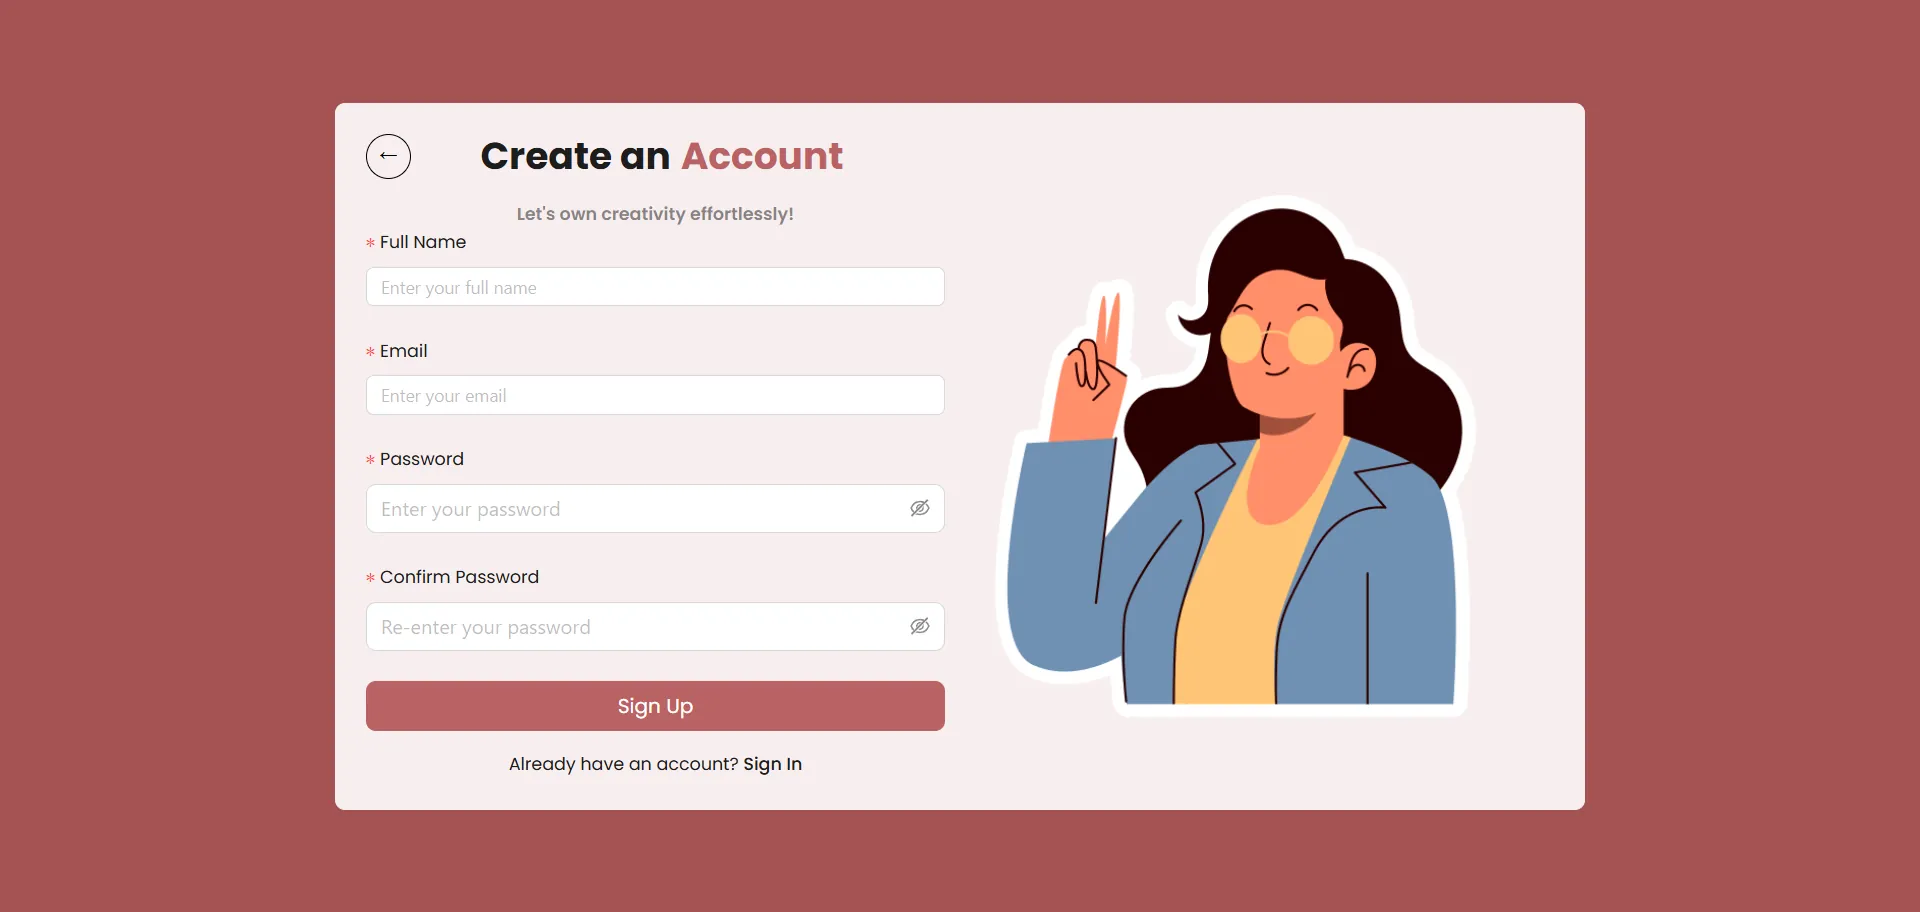 ← Create an Account
Let's own creativity effortlessly!
* Full Name
Enter your full name
* Email
Enter your email
* Password
Enter your password
* Confirm Password
Re-enter your password
Sign Up
Already have an account? Sign In